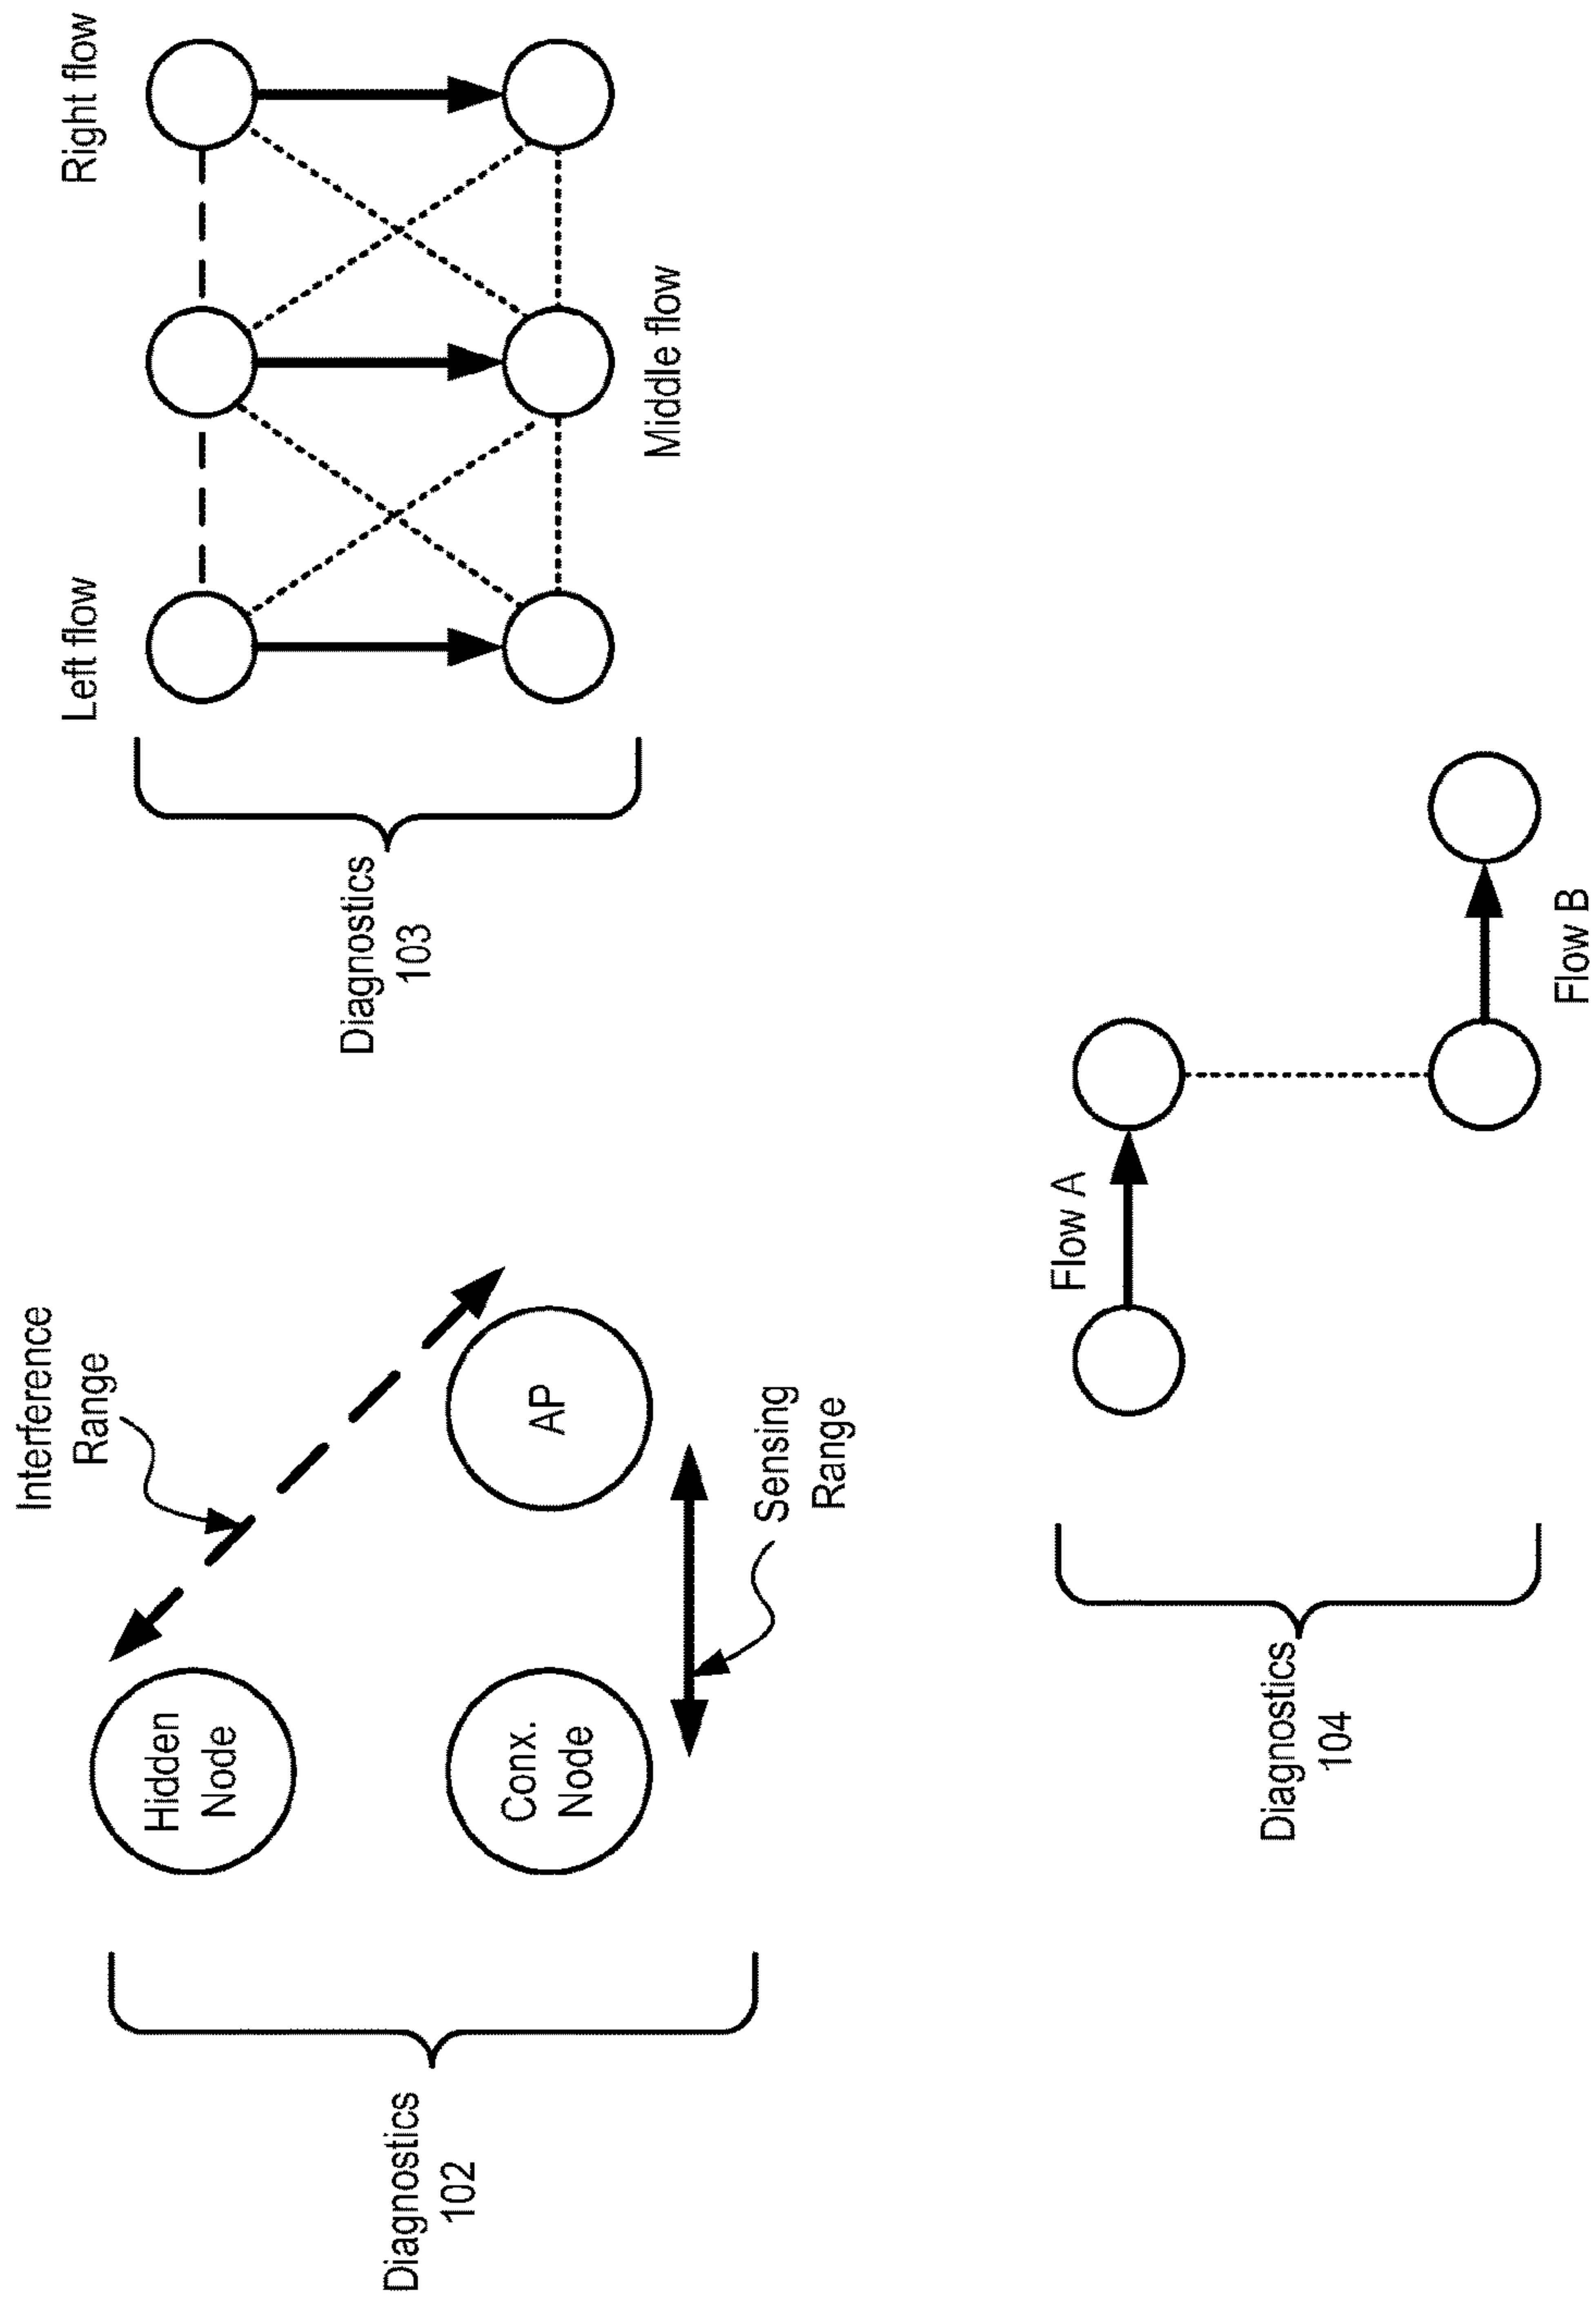 Diagnostics
102
Hidden
Node
Conx.
Node
AP
Interference
Range
Sensing
Range
Diagnostics
103
Left flow
Right flow
Middle flow
Diagnostics
104
Flow A
Flow B